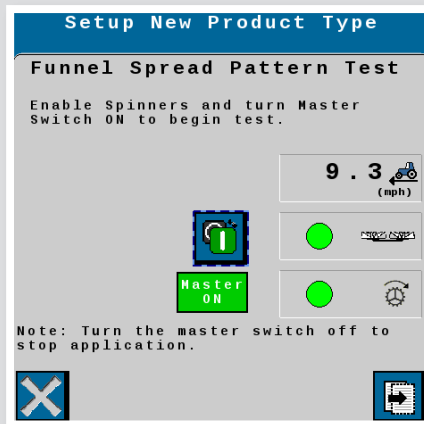 Setup New Product Type
Funnel Spread Pattern Test
Enable Spinners and turn Master
Switch ON to begin test.
9.3
(mph)
Master
ON
Note: Turn the master switch off to
stop application.